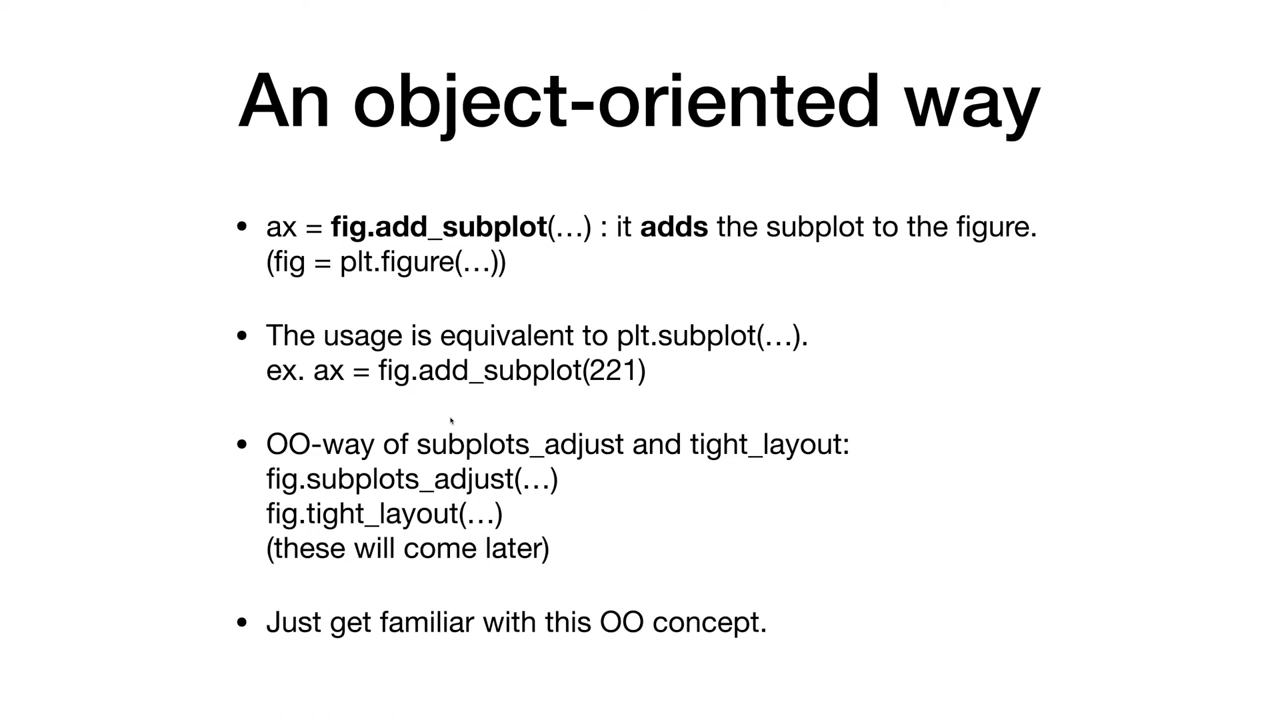 An object-oriented way
• ax = fig.add_subplot(…) : it adds the subplot to the figure.
(fig = plt.figure(…))
• The usage is equivalent to plt.subplot(…).
ex. ax = fig.add_subplot(221)
• OO-way of subplots_adjust and tight_layout:
fig.subplots_adjust(…)
fig.tight_layout(…)
(these will come later)
• Just get familiar with this OO concept.